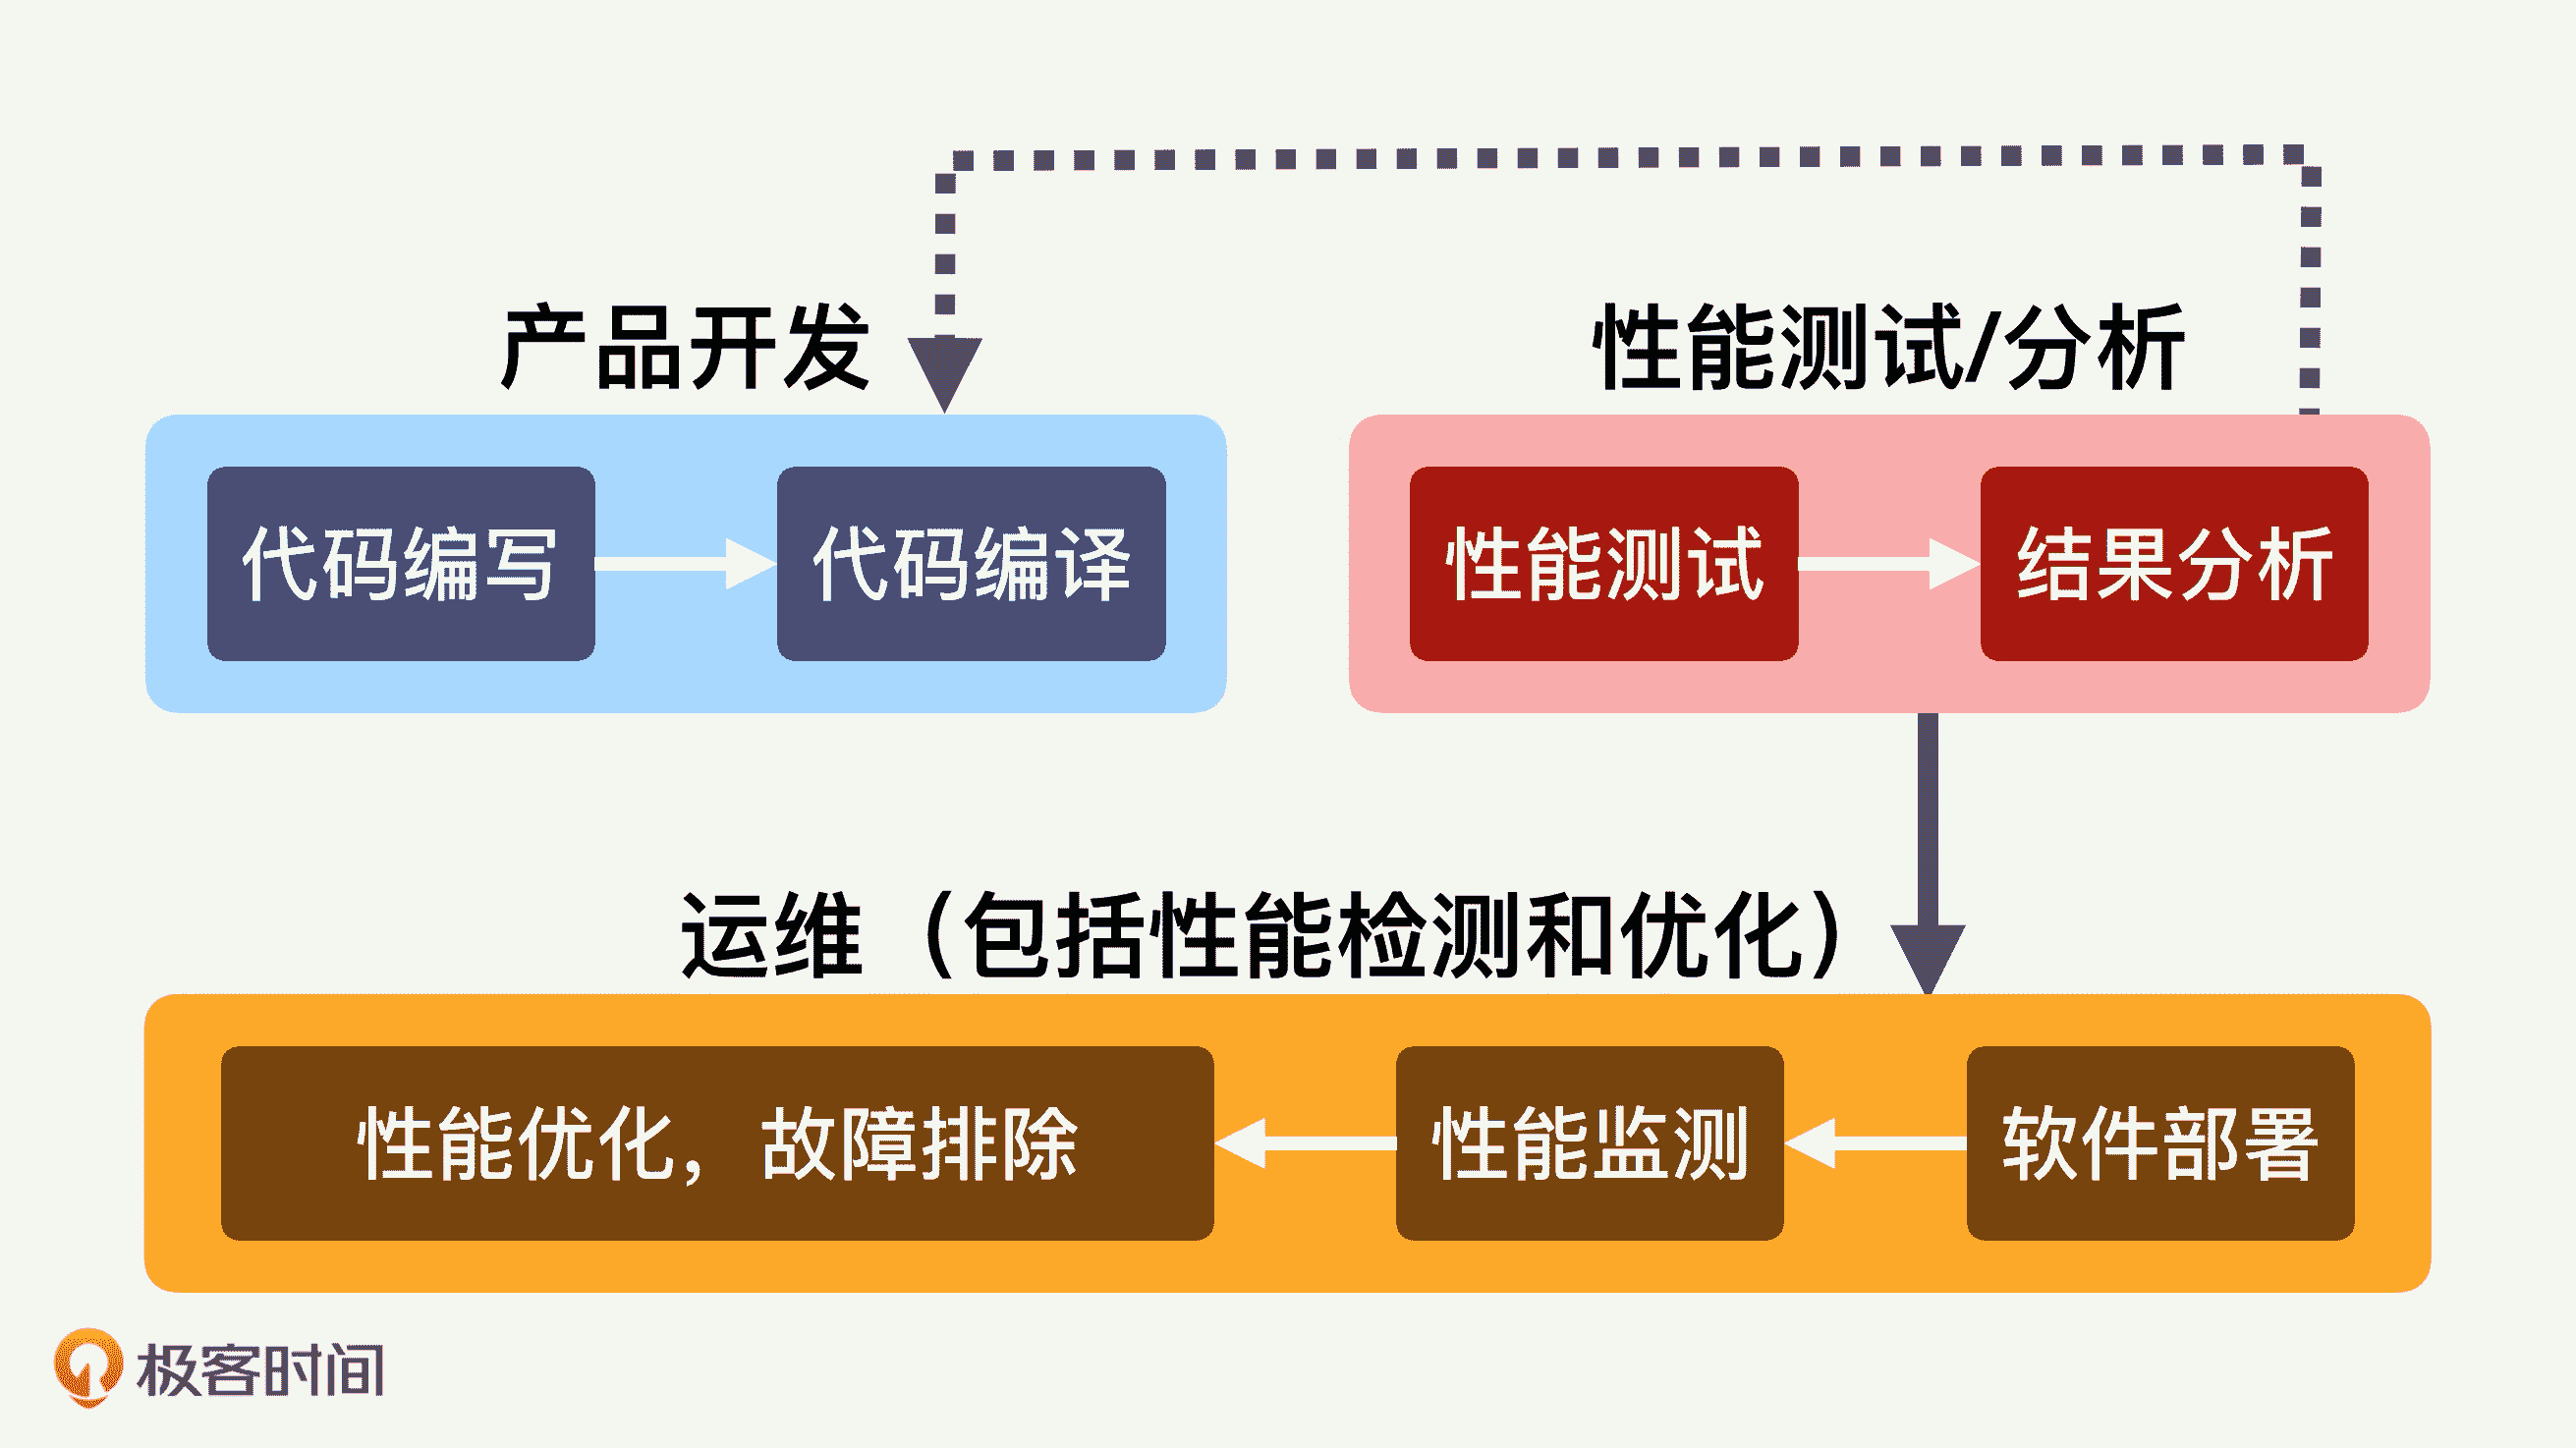 产品开发
性能测试/分析
代码编写
代码编译
性能测试
结果分析
运维（包括性能检测和优化）
性能优化，故障排除
性能监测
软件部署
极客时间